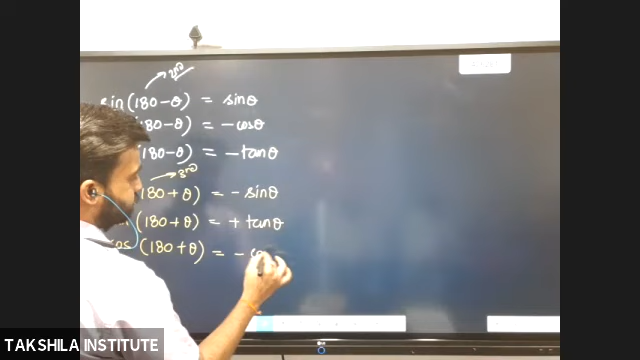 2nd
sin(180-θ) = sinθ
(180-θ) = -cosθ
(180-θ) = -tanθ
3rd
(180+θ) = -sinθ
(180+θ) = +tanθ
cos(180+θ) = -
TAKSHILA INSTITUTE